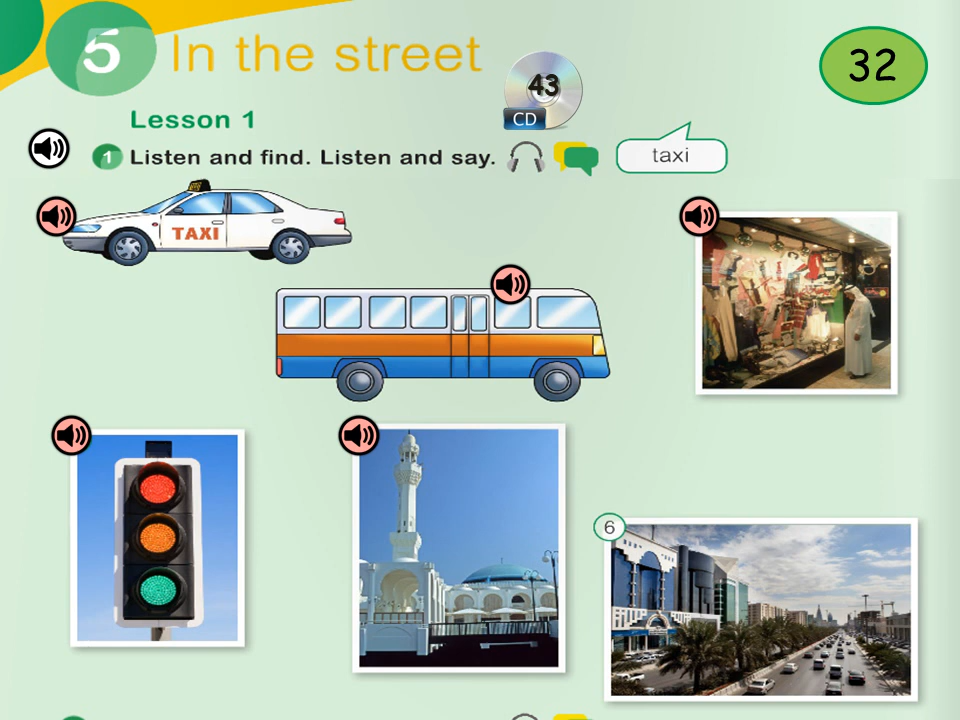 5 In the street
32
43
CD
Lesson 1
1 Listen and find. Listen and say.
taxi
TAXI
6